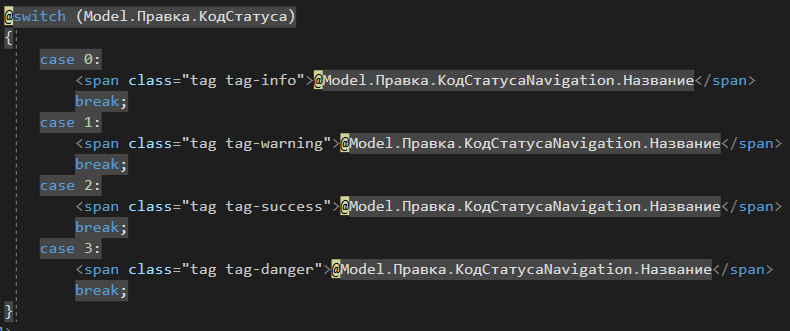 @switch (Model.Правка.КодСтатуса)
{
case 0:
<span class="tag tag-info">@Model.Правка.КодСтатусаNavigation.Название</span>
break;
case 1:
<span class="tag tag-warning">@Model.Правка.КодСтатусаNavigation.Название</span>
break;
case 2:
<span class="tag tag-success">@Model.Правка.КодСтатусаNavigation.Название</span>
break;
case 3:
<span class="tag tag-danger">@Model.Правка.КодСтатусаNavigation.Название</span>
break;
}